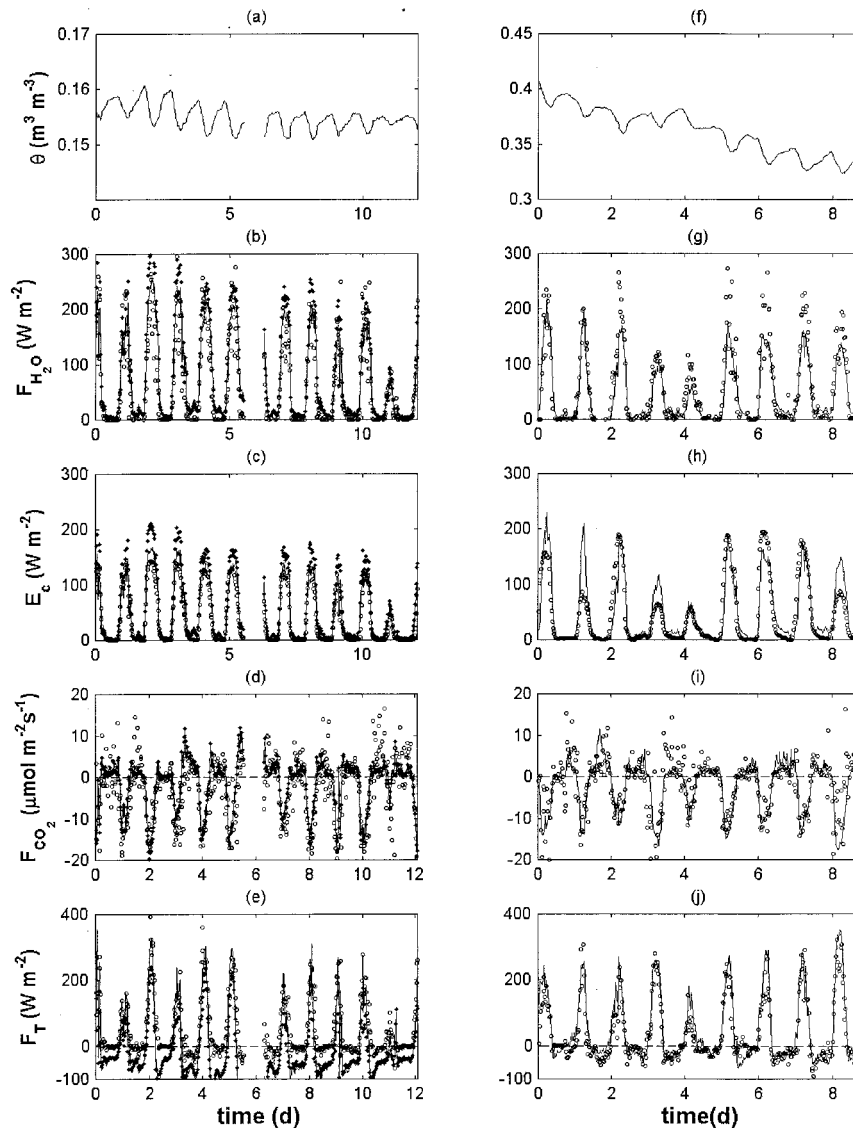 (a)
0.17
0.16
0.15
θ (m³ m⁻³)
0 5 10
(f)
0.45
0.4
0.35
0.3
0 2 4 6 8
(b)
300
200
100
0
F_H₂O (W m⁻²)
0 5 10
(g)
300
200
100
0
0 2 4 6 8
(c)
300
200
100
0
E_c (W m⁻²)
0 5 10
(h)
300
200
100
0
0 2 4 6 8
(d)
20
10
0
-10
-20
F_CO₂ (μmol m⁻²s⁻¹)
0 2 4 6 8 10 12
(i)
20
10
0
-10
-20
0 2 4 6 8
(e)
400
200
0
-100
F_T (W m⁻²)
0 2 4 6 8 10 12
time (d)
(j)
400
200
0
-100
0 2 4 6 8
time(d)